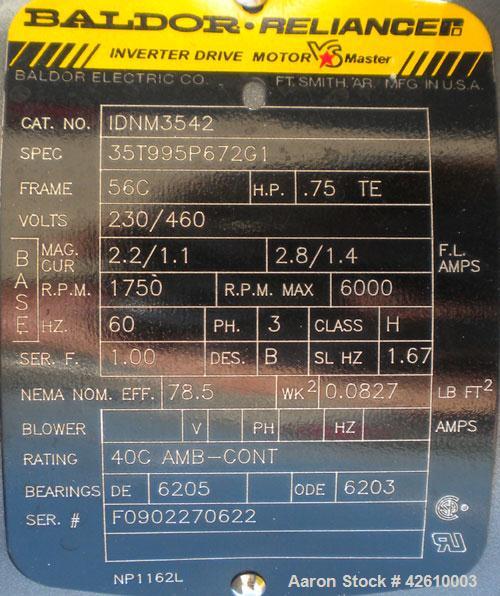 BALDOR • RELIANCE
INVERTER DRIVE MOTOR VS Master
BALDOR ELECTRIC CO. FT. SMITH, AR. MFG IN U.S.A.
CAT. NO. IDNM3542
SPEC 35T995P672G1
FRAME 56C H.P. .75 TE
VOLTS 230/460
BASE
MAG. CUR 2.2/1.1 2.8/1.4 F.L. AMPS
R.P.M. 1750 R.P.M. MAX 6000
HZ. 60 PH. 3 CLASS H
SER. F. 1.00 DES. B SL HZ 1.67
NEMA NOM. EFF. 78.5 WK² 0.0827 LB FT²
BLOWER V PH HZ AMPS
RATING 40C AMB-CONT
BEARINGS DE 6205 ODE 6203
SER. # F0902270622
NP1162L
Aaron Stock # 42610003